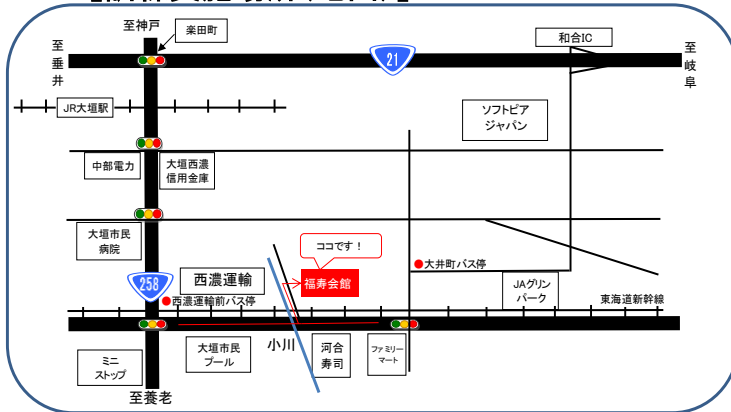 至神戸
楽田町
和合IC
至垂井
21
至岐阜
JR大垣駅
ソフトピア
ジャパン
中部電力
大垣西濃
信用金庫
大垣市民
病院
ココです！
大井町バス停
258
西濃運輸
福寿会館
JAグリン
パーク
西濃運輸前バス停
東海道新幹線
ミニ
ストップ
大垣市民
プール
小川
河合
寿司
ファミリー
マート
至養老